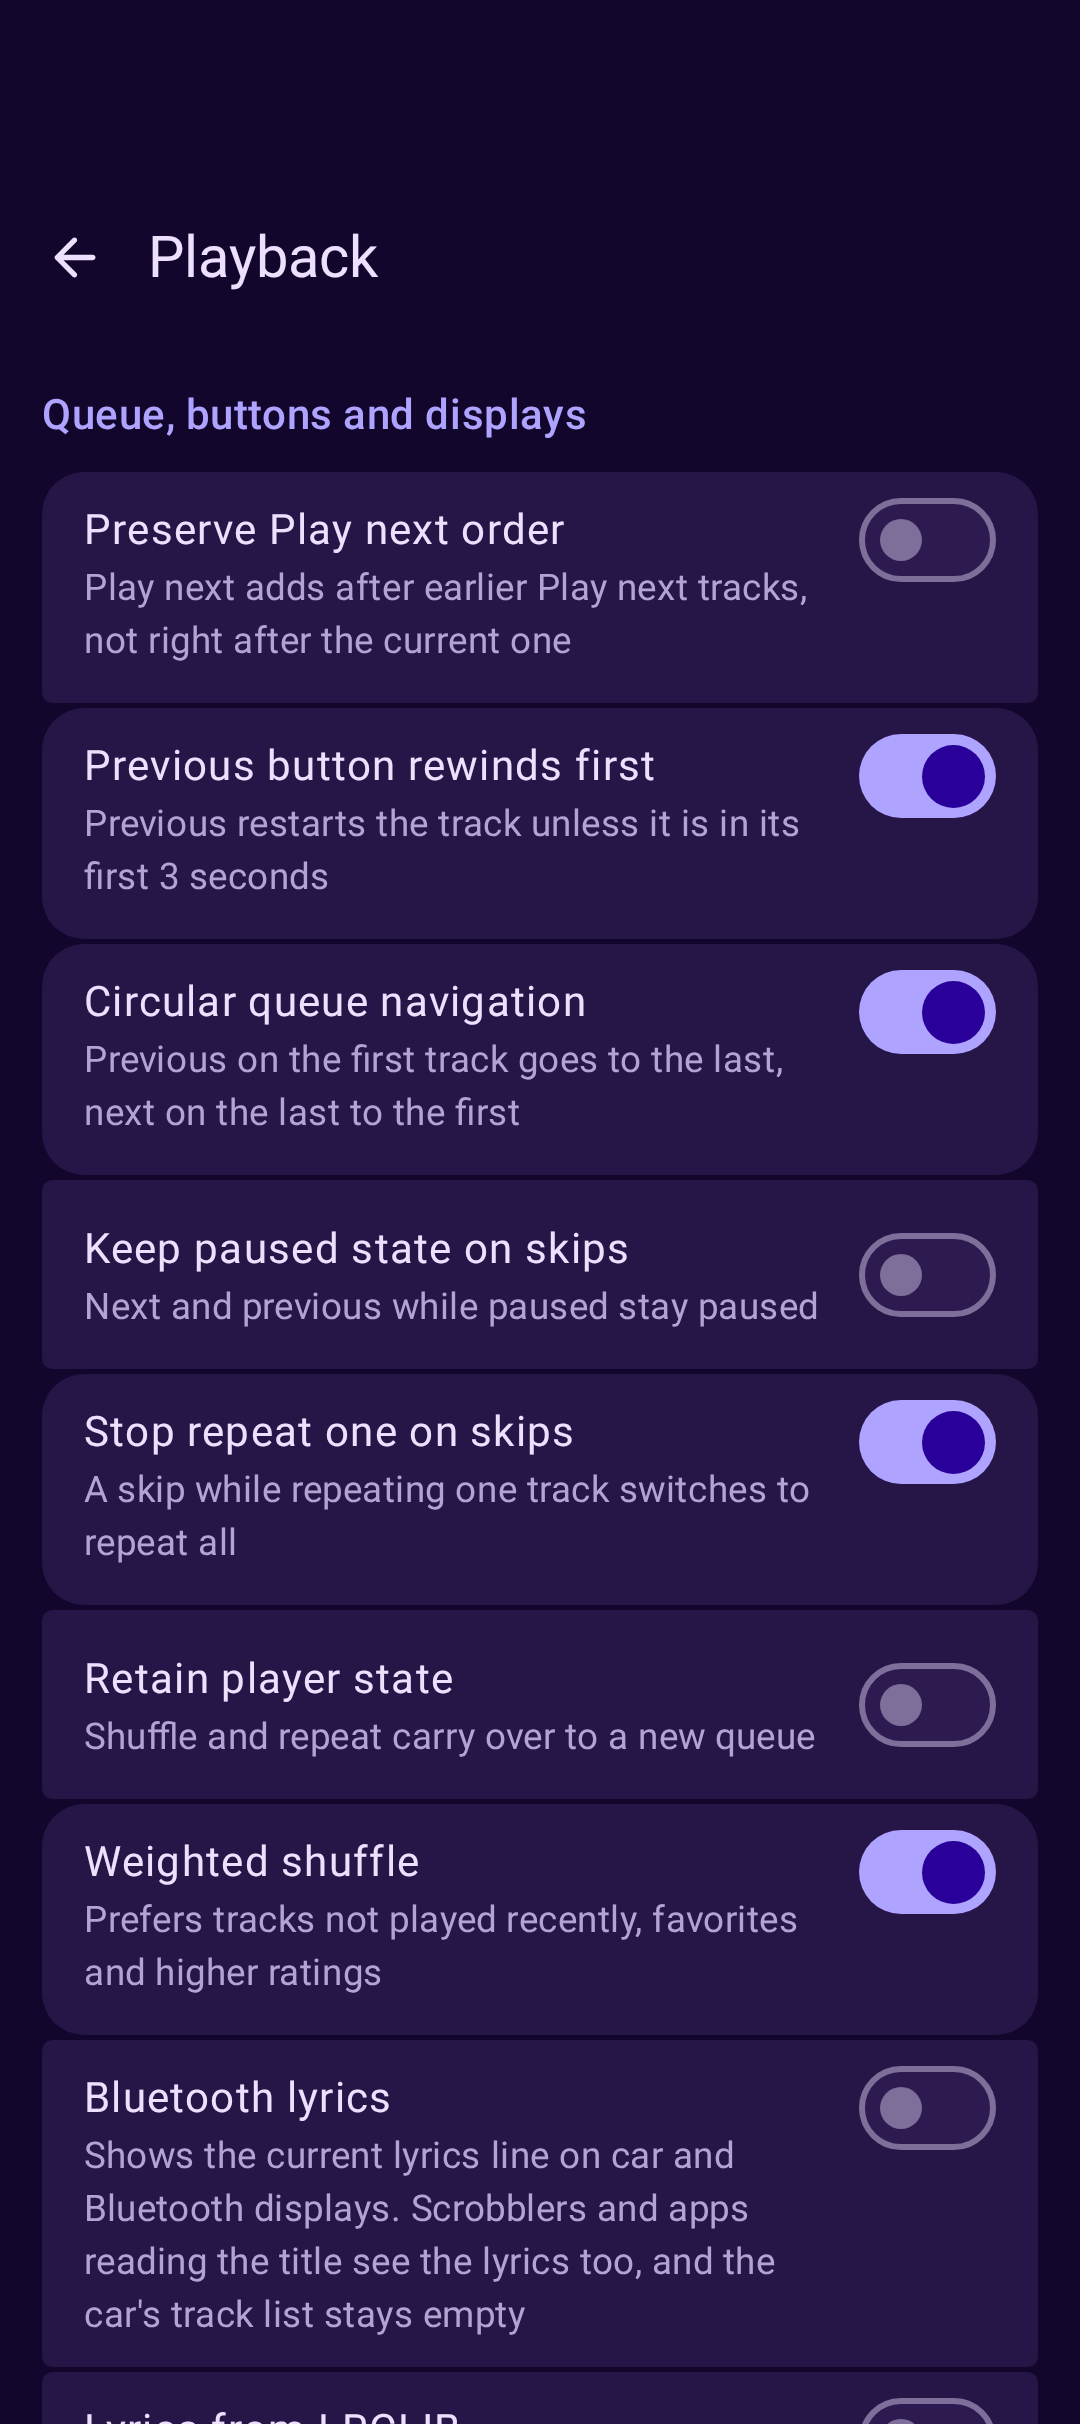 Playback
Queue, buttons and displays
Preserve Play next order
Play next adds after earlier Play next tracks,
not right after the current one
Previous button rewinds first
Previous restarts the track unless it is in its
first 3 seconds
Circular queue navigation
Previous on the first track goes to the last,
next on the last to the first
Keep paused state on skips
Next and previous while paused stay paused
Stop repeat one on skips
A skip while repeating one track switches to
repeat all
Retain player state
Shuffle and repeat carry over to a new queue
Weighted shuffle
Prefers tracks not played recently, favorites
and higher ratings
Bluetooth lyrics
Shows the current lyrics line on car and
Bluetooth displays. Scrobblers and apps
reading the title see the lyrics too, and the
car's track list stays empty
Lyrics from LRCLIB